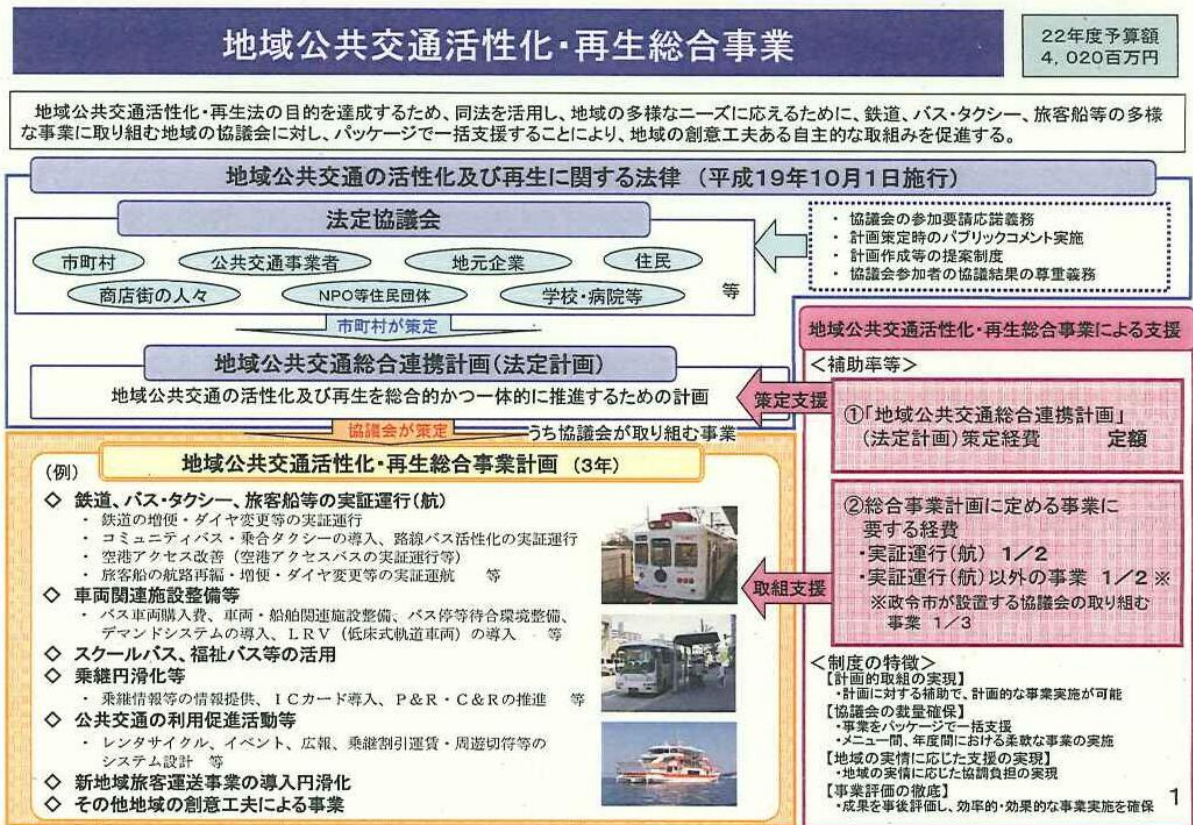 地域公共交通活性化・再生総合事業
22年度予算額
4,020百万円
地域公共交通活性化・再生法の目的を達成するため、同法を活用し、地域の多様なニーズに応えるために、鉄道、バス・タクシー、旅客船等の多様
な事業に取り組む地域の協議会に対し、パッケージで一括支援することにより、地域の創意工夫ある自主的な取組みを促進する。
地域公共交通の活性化及び再生に関する法律 (平成19年10月1日施行)
法定協議会
市町村
公共交通事業者
地元企業
住民
商店街の人々
NPO等住民団体
学校・病院等
等
・ 協議会の参加要請応諾義務
・ 計画策定時のパブリックコメント実施
・ 計画作成等の提案制度
・ 協議会参加者の協議結果の尊重義務
市町村が策定
地域公共交通総合連携計画(法定計画)
地域公共交通の活性化及び再生を総合的かつ一体的に推進するための計画
協議会が策定
うち協議会が取り組む事業
(例)
地域公共交通活性化・再生総合事業計画 (3年)
◇ 鉄道、バス・タクシー、旅客船等の実証運行(航)
・ 鉄道の増便・ダイヤ変更等の実証運行
・ コミュニティバス・乗合タクシーの導入、路線バス活性化の実証運行
・ 空港アクセス改善(空港アクセスバスの実証運行等)
・ 旅客船の航路再編・増便・ダイヤ変更等の実証運航 等
◇ 車両関連施設整備等
・ バス車両購入費、車両・船舶関連施設整備、バス停等待合環境整備、
デマンドシステムの導入、LRV(低床式軌道車両)の導入 等
◇ スクールバス、福祉バス等の活用
◇ 乗継円滑化等
・ 乗継情報等の情報提供、ICカード導入、P&R・C&Rの推進 等
◇ 公共交通の利用促進活動等
・ レンタサイクル、イベント、広報、乗継割引運賃・周遊切符等の
システム設計 等
◇ 新地域旅客運送事業の導入円滑化
◇ その他地域の創意工夫による事業
地域公共交通活性化・再生総合事業による支援
<補助率等>
策定支援
①「地域公共交通総合連携計画」
(法定計画)策定経費 定額
取組支援
②総合事業計画に定める事業に
要する経費
・実証運行(航) 1/2
・実証運行(航)以外の事業 1/2 ※
※政令市が設置する協議会の取り組む
事業 1/3
<制度の特徴>
【計画的取組の実現】
・計画に対する補助で、計画的な事業実施が可能
【協議会の裁量確保】
・事業をパッケージで一括支援
・メニュー間、年度間における柔軟な事業の実施
【地域の実情に応じた支援の実現】
・地域の実情に応じた協調負担の実現
【事業評価の徹底】
・成果を事後評価し、効率的・効果的な事業実施を確保
1